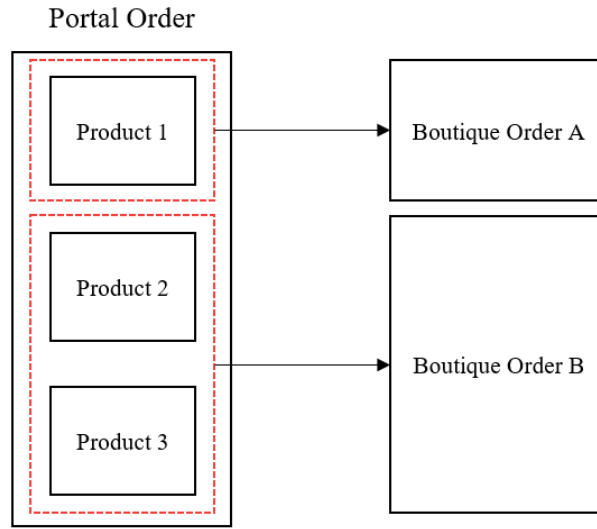 Portal Order
Product 1
Boutique Order A
Product 2
Boutique Order B
Product 3